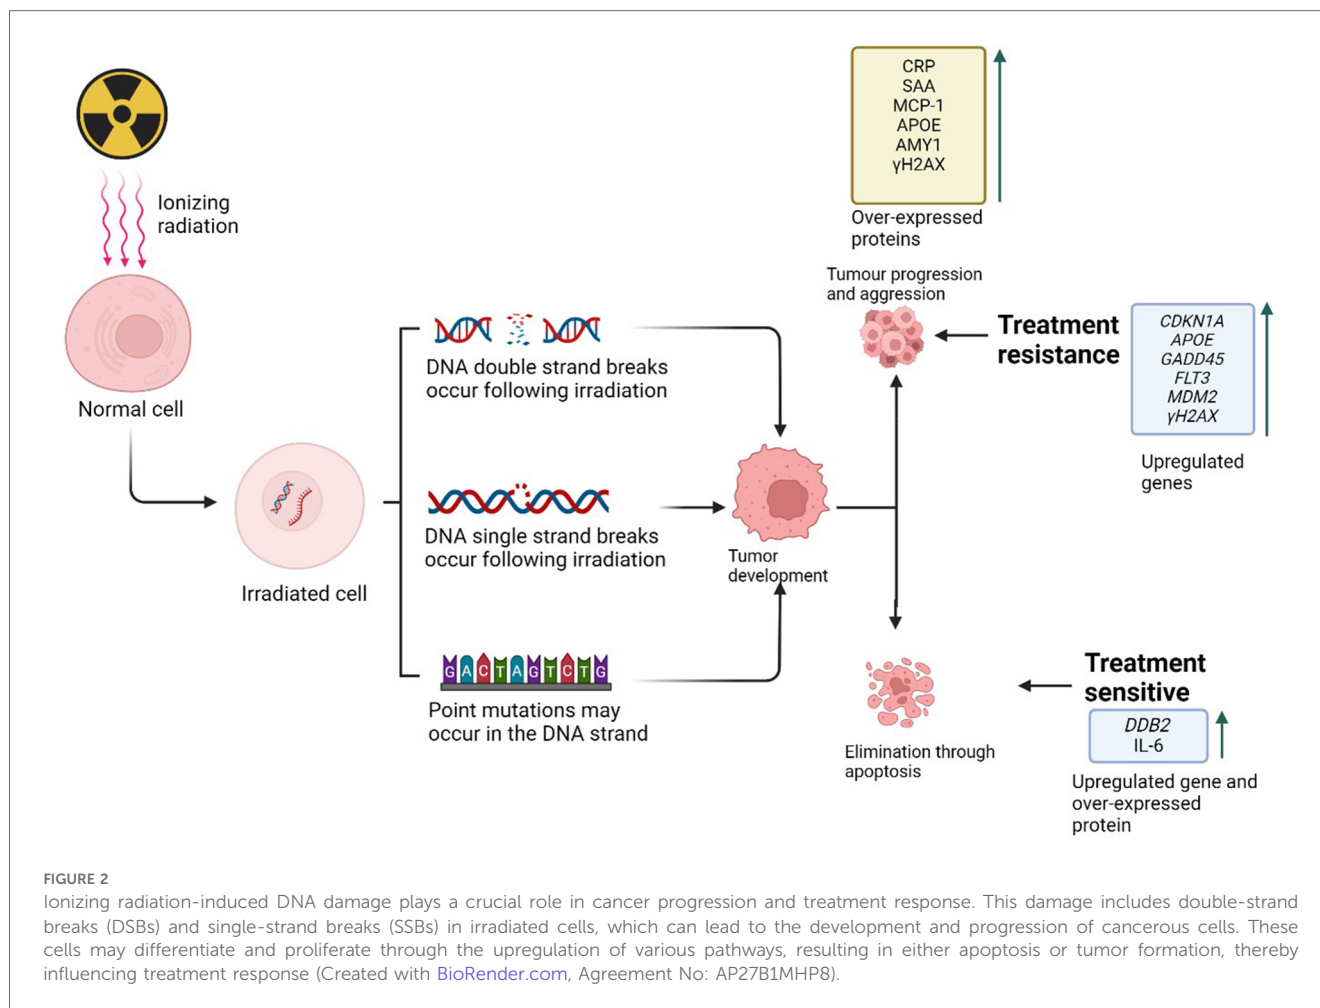 Ionizing
radiation
Normal cell
Irradiated cell
DNA double strand breaks
occur following irradiation
DNA single strand breaks
occur following irradiation
G A C T A G T C T G
Point mutations may
occur in the DNA strand
Tumor
development
CRP
SAA
MCP-1
APOE
AMY1
γH2AX
Over-expressed
proteins
Tumour progression
and aggression
Treatment
resistance
CDKN1A
APOE
GADD45
FLT3
MDM2
γH2AX
Upregulated
genes
Elimination through
apoptosis
Treatment
sensitive
DDB2
IL-6
Upregulated gene and
over-expressed
protein
FIGURE 2
Ionizing radiation-induced DNA damage plays a crucial role in cancer progression and treatment response. This damage includes double-strand
breaks (DSBs) and single-strand breaks (SSBs) in irradiated cells, which can lead to the development and progression of cancerous cells. These
cells may differentiate and proliferate through the upregulation of various pathways, resulting in either apoptosis or tumor formation, thereby
influencing treatment response (Created with BioRender.com, Agreement No: AP27B1MHP8).